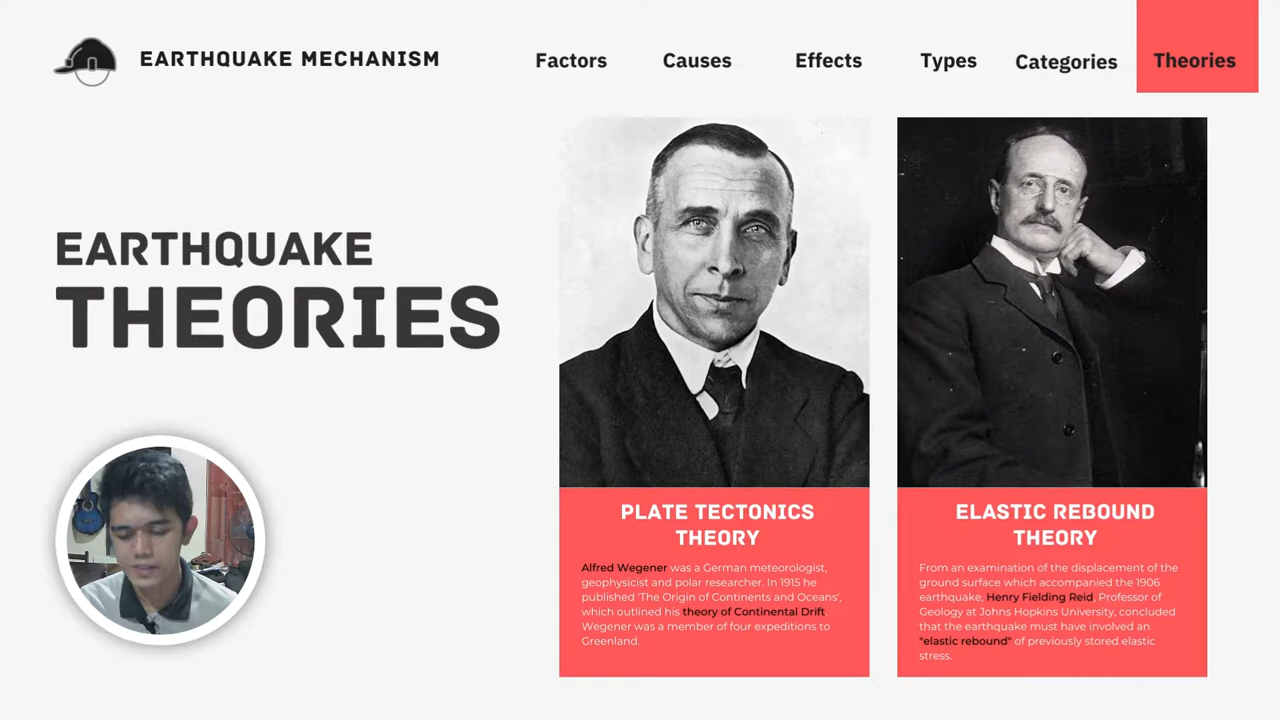 EARTHQUAKE MECHANISM
Factors
Causes
Effects
Types
Categories
Theories
EARTHQUAKE
THEORIES
PLATE TECTONICS
THEORY
Alfred Wegener was a German meteorologist,
geophysicist and polar researcher. In 1915 he
published 'The Origin of Continents and Oceans',
which outlined his theory of Continental Drift
Wegener was a member of four expeditions to
Greenland.
ELASTIC REBOUND
THEORY
From an examination of the displacement of the
ground surface which accompanied the 1906
earthquake, Henry Fielding Reid Professor of
Geology at Johns Hopkins University, concluded
that the earthquake must have involved an
"elastic rebound" of previously stored elastic
stress.